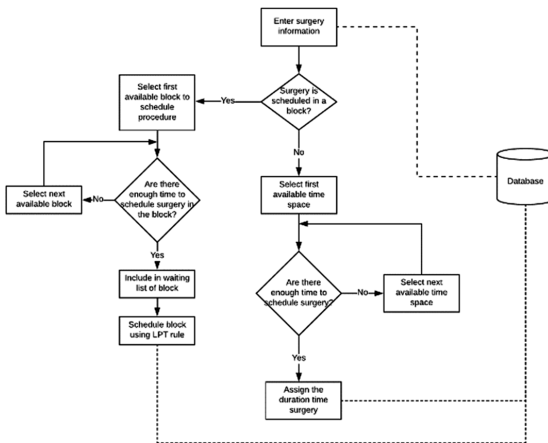 Enter surgery
information
Select first
available block to
schedule
procedure
Yes
Surgery is
scheduled in a
block?
No
Select next
available block
No
Are there
enough time to
schedule surgery in
the block?
Select first
available time
space
Database
Yes
Include in waiting
list of block
Are there
enough time to
schedule surgery?
No
Select next
available time
space
Schedule block
using LPT rule
Yes
Assign the
duration time
surgery